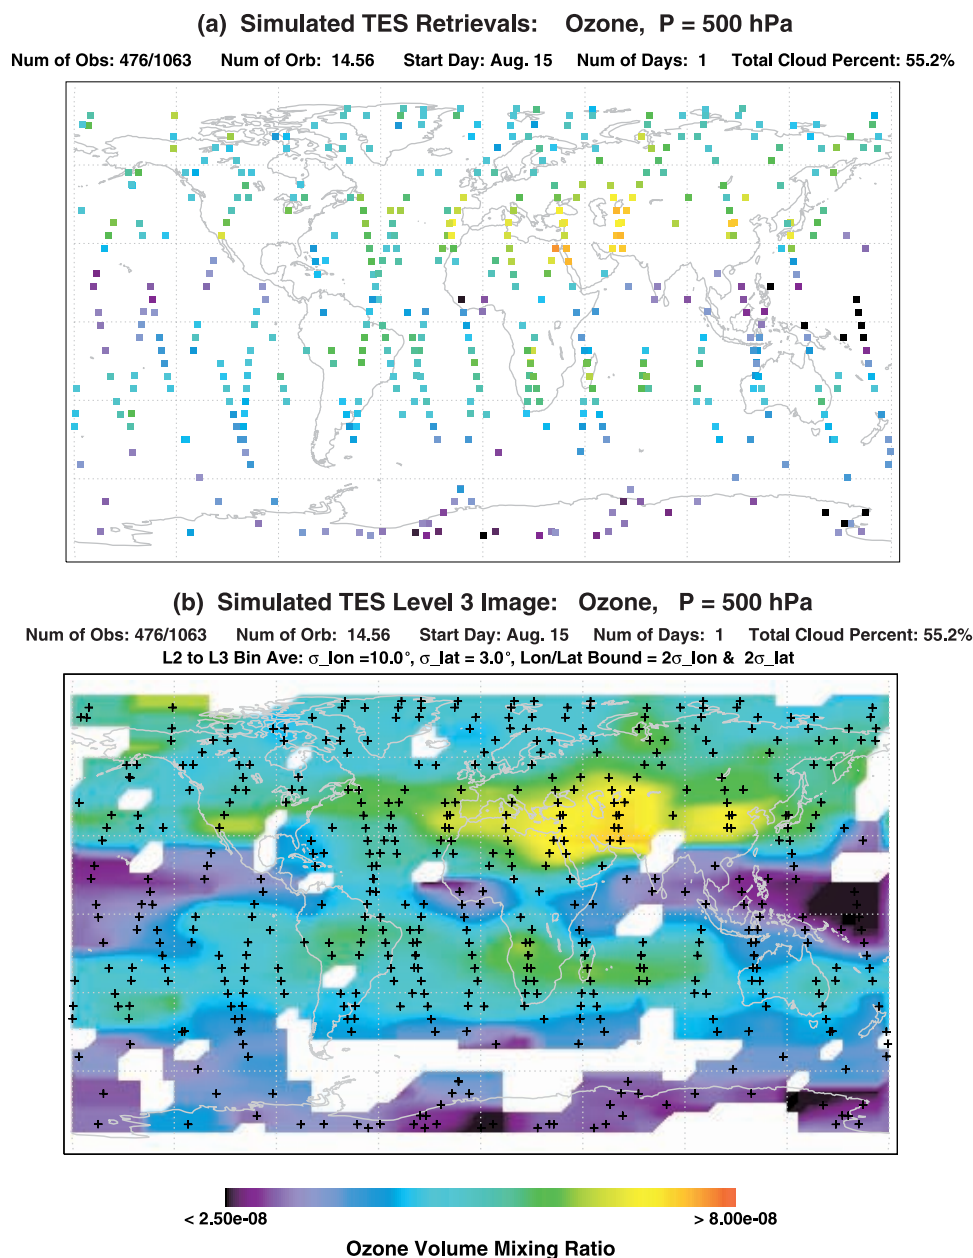 (a) Simulated TES Retrievals: Ozone, P = 500 hPa
Num of Obs: 476/1063 Num of Orb: 14.56 Start Day: Aug. 15 Num of Days: 1 Total Cloud Percent: 55.2%
(b) Simulated TES Level 3 Image: Ozone, P = 500 hPa
Num of Obs: 476/1063 Num of Orb: 14.56 Start Day: Aug. 15 Num of Days: 1 Total Cloud Percent: 55.2%
L2 to L3 Bin Ave: σ_lon =10.0°, σ_lat = 3.0°, Lon/Lat Bound = 2σ_lon & 2σ_lat
< 2.50e-08 > 8.00e-08
Ozone Volume Mixing Ratio